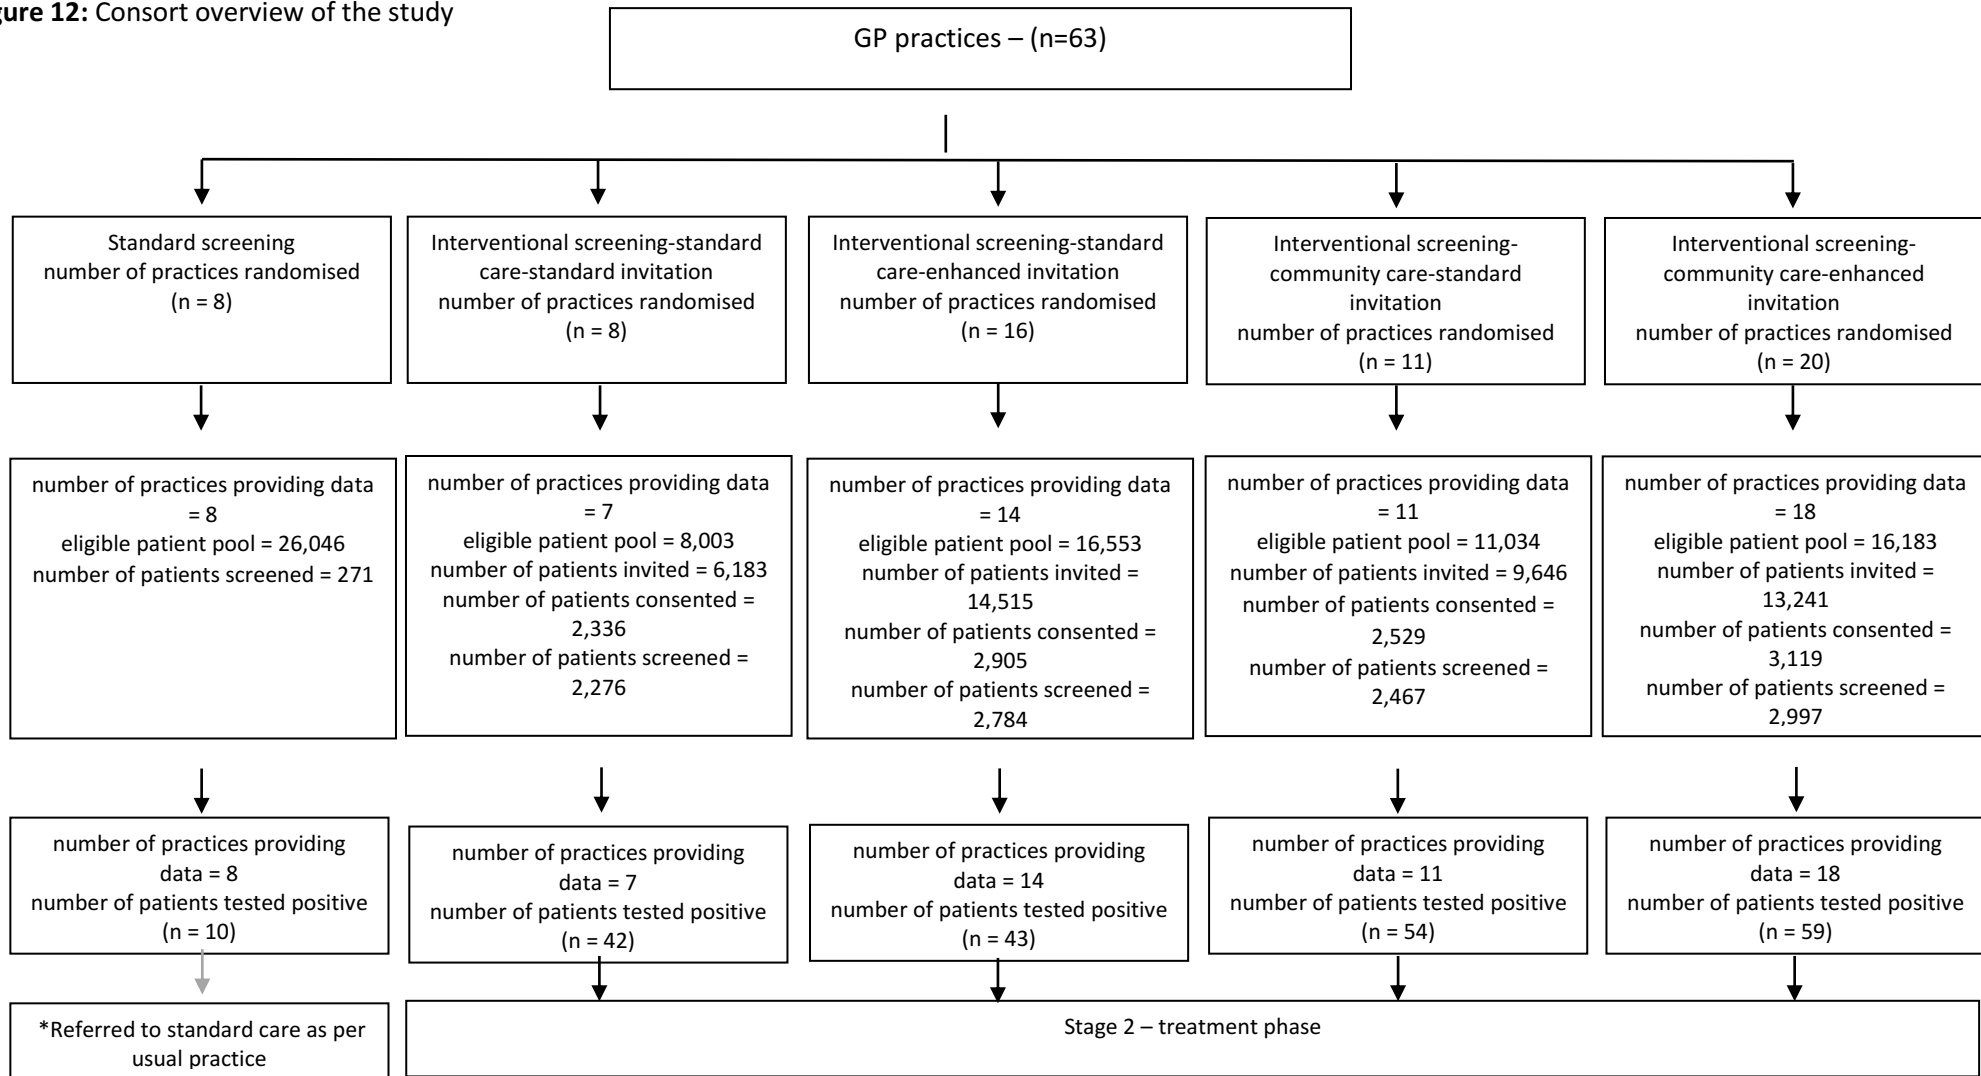 gure 12: Consort overview of the study
GP practices – (n=63)
Standard screening
number of practices randomised
(n = 8)
Interventional screening-standard
care-standard invitation
number of practices randomised
(n = 8)
Interventional screening-standard
care-enhanced invitation
number of practices randomised
(n = 16)
Interventional screening-
community care-standard
invitation
number of practices randomised
(n = 11)
Interventional screening-
community care-enhanced
invitation
number of practices randomised
(n = 20)
number of practices providing data
= 8
eligible patient pool = 26,046
number of patients screened = 271
number of practices providing data
= 7
eligible patient pool = 8,003
number of patients invited = 6,183
number of patients consented =
2,336
number of patients screened =
2,276
number of practices providing data
= 14
eligible patient pool = 16,553
number of patients invited =
14,515
number of patients consented =
2,905
number of patients screened =
2,784
number of practices providing data
= 11
eligible patient pool = 11,034
number of patients invited = 9,646
number of patients consented =
2,529
number of patients screened =
2,467
number of practices providing data
= 18
eligible patient pool = 16,183
number of patients invited =
13,241
number of patients consented =
3,119
number of patients screened =
2,997
number of practices providing
data = 8
number of patients tested positive
(n = 10)
number of practices providing
data = 7
number of patients tested positive
(n = 42)
number of practices providing
data = 14
number of patients tested positive
(n = 43)
number of practices providing
data = 11
number of patients tested positive
(n = 54)
number of practices providing
data = 18
number of patients tested positive
(n = 59)
*Referred to standard care as per
usual practice
Stage 2 – treatment phase